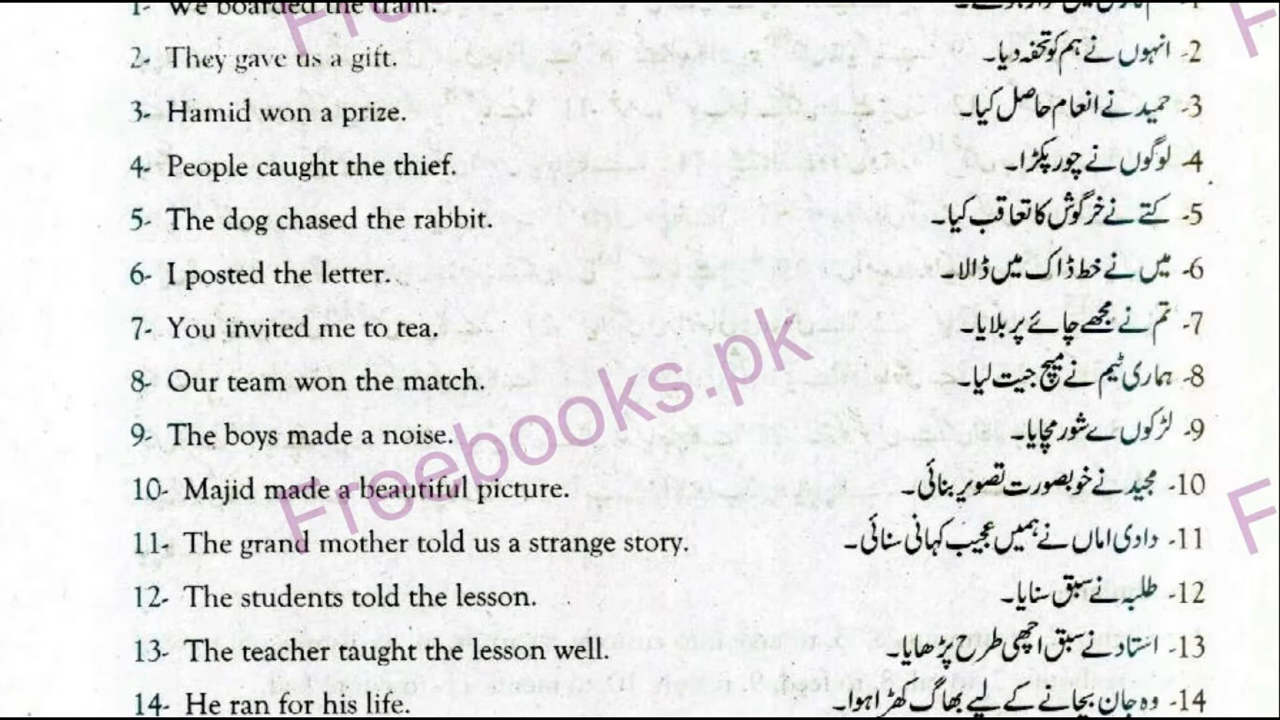 1- We boarded the train.
2- They gave us a gift. 2- انہوں نے ہم کو تحفہ دیا۔
3- Hamid won a prize. 3- حمید نے انعام حاصل کیا۔
4- People caught the thief. 4- لوگوں نے چور پکڑا۔
5- The dog chased the rabbit. 5- کتے نے خرگوش کا تعاقب کیا۔
6- I posted the letter. 6- میں نے خط ڈاک میں ڈالا۔
7- You invited me to tea. 7- تم نے مجھے چائے پر بلایا۔
8- Our team won the match. 8- ہماری ٹیم نے میچ جیت لیا۔
9- The boys made a noise. 9- لڑکوں نے شور مچایا۔
10- Majid made a beautiful picture. 10- مجید نے خوبصورت تصویر بنائی۔
11- The grand mother told us a strange story. 11- دادی اماں نے ہمیں عجیب کہانی سنائی۔
12- The students told the lesson. 12- طلبہ نے سبق سنایا۔
13- The teacher taught the lesson well. 13- استاد نے سبق اچھی طرح پڑھایا۔
14- He ran for his life. 14- وہ جان بچانے کے لیے بھاگ کھڑا ہوا۔
Freebooks.pk